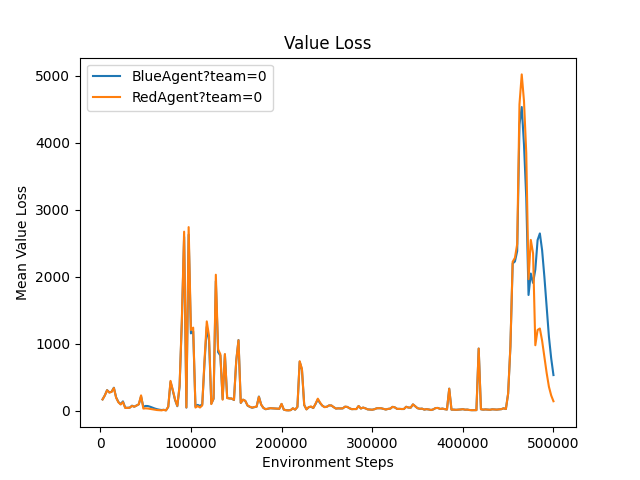 Value Loss
BlueAgent?team=0
RedAgent?team=0
Mean Value Loss
5000
4000
3000
2000
1000
0
0
100000
200000
300000
400000
500000
Environment Steps